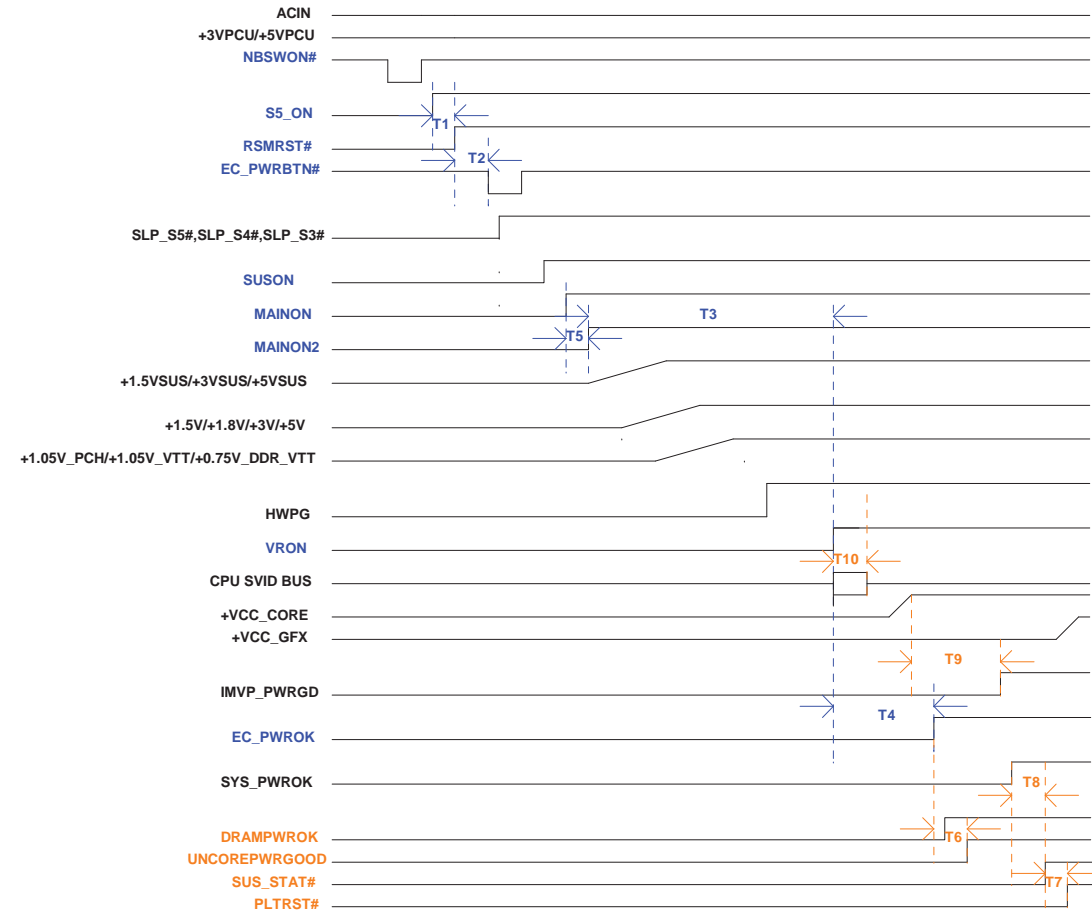 ACIN
+3VPCU/+5VPCU
NBSWON#
S5_ON
T1
RSMRST#
T2
EC_PWRBTN#
SLP_S5#,SLP_S4#,SLP_S3#
SUSON
MAINON
T3
T5
MAINON2
+1.5VSUS/+3VSUS/+5VSUS
+1.5V/+1.8V/+3V/+5V
+1.05V_PCH/+1.05V_VTT/+0.75V_DDR_VTT
HWPG
VRON
T10
CPU SVID BUS
+VCC_CORE
+VCC_GFX
T9
IMVP_PWRGD
T4
EC_PWROK
SYS_PWROK
T8
DRAMPWROK
T6
UNCOREPWRGOOD
SUS_STAT#
T7
PLTRST#